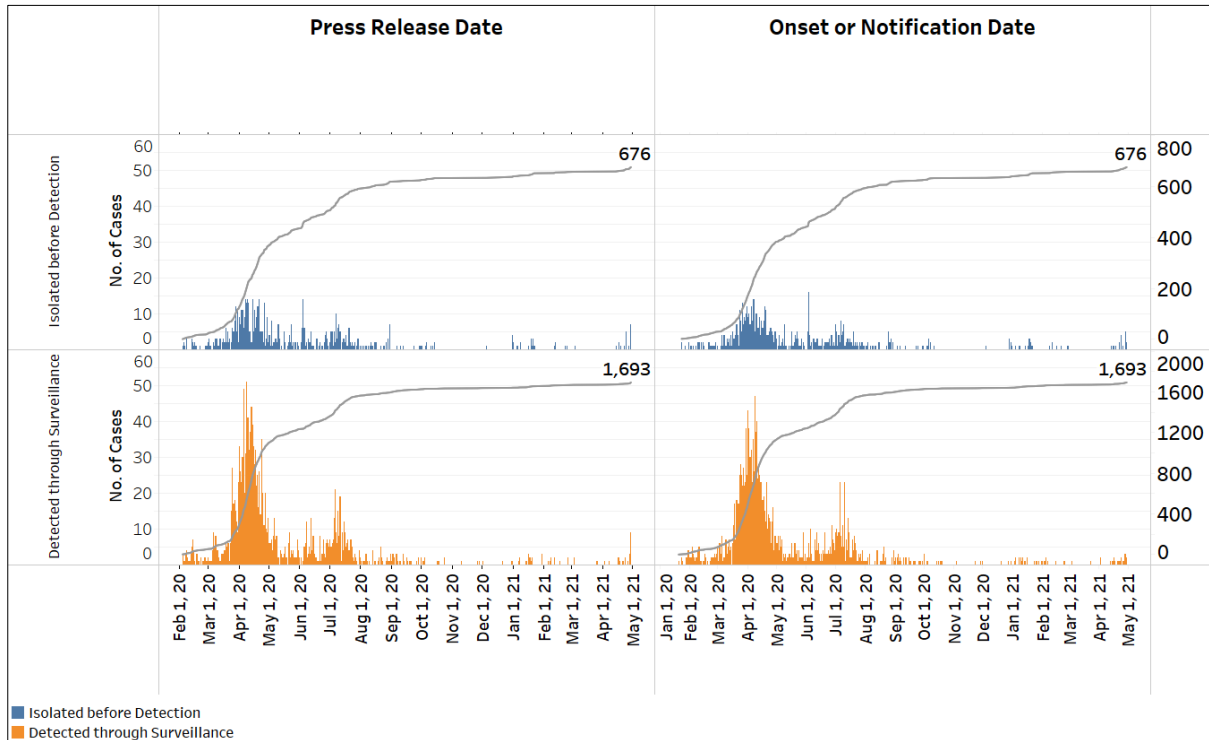 Press Release Date
Onset or Notification Date
Isolated before Detection
No. of Cases
60
50
40
30
20
10
0
676
676
800
600
400
200
0
Detected through Surveillance
No. of Cases
60
50
40
30
20
10
0
1,693
1,693
2000
1600
1200
800
400
0
Feb 1, 20
Mar 1, 20
Apr 1, 20
May 1, 20
Jun 1, 20
Jul 1, 20
Aug 1, 20
Sep 1, 20
Oct 1, 20
Nov 1, 20
Dec 1, 20
Jan 1, 21
Feb 1, 21
Mar 1, 21
Apr 1, 21
May 1, 21
Jan 1, 20
Feb 1, 20
Mar 1, 20
Apr 1, 20
May 1, 20
Jun 1, 20
Jul 1, 20
Aug 1, 20
Sep 1, 20
Oct 1, 20
Nov 1, 20
Dec 1, 20
Jan 1, 21
Feb 1, 21
Mar 1, 21
Apr 1, 21
May 1, 21
Isolated before Detection
Detected through Surveillance